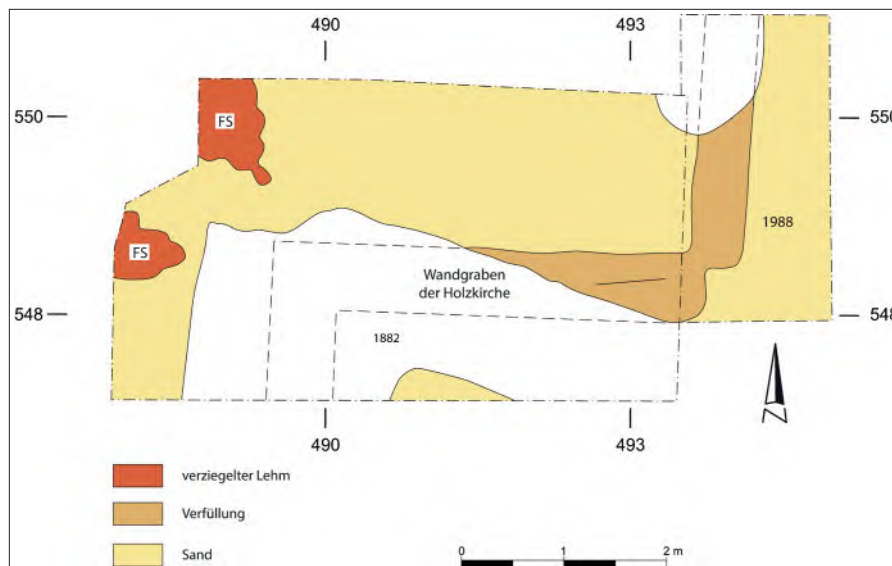 490 493
550 550
FS
1988
FS
Wandgraben
der Holzkirche
548 548
1882
490 493
N
verziegelter Lehm
Verfüllung
Sand
0 1 2 m